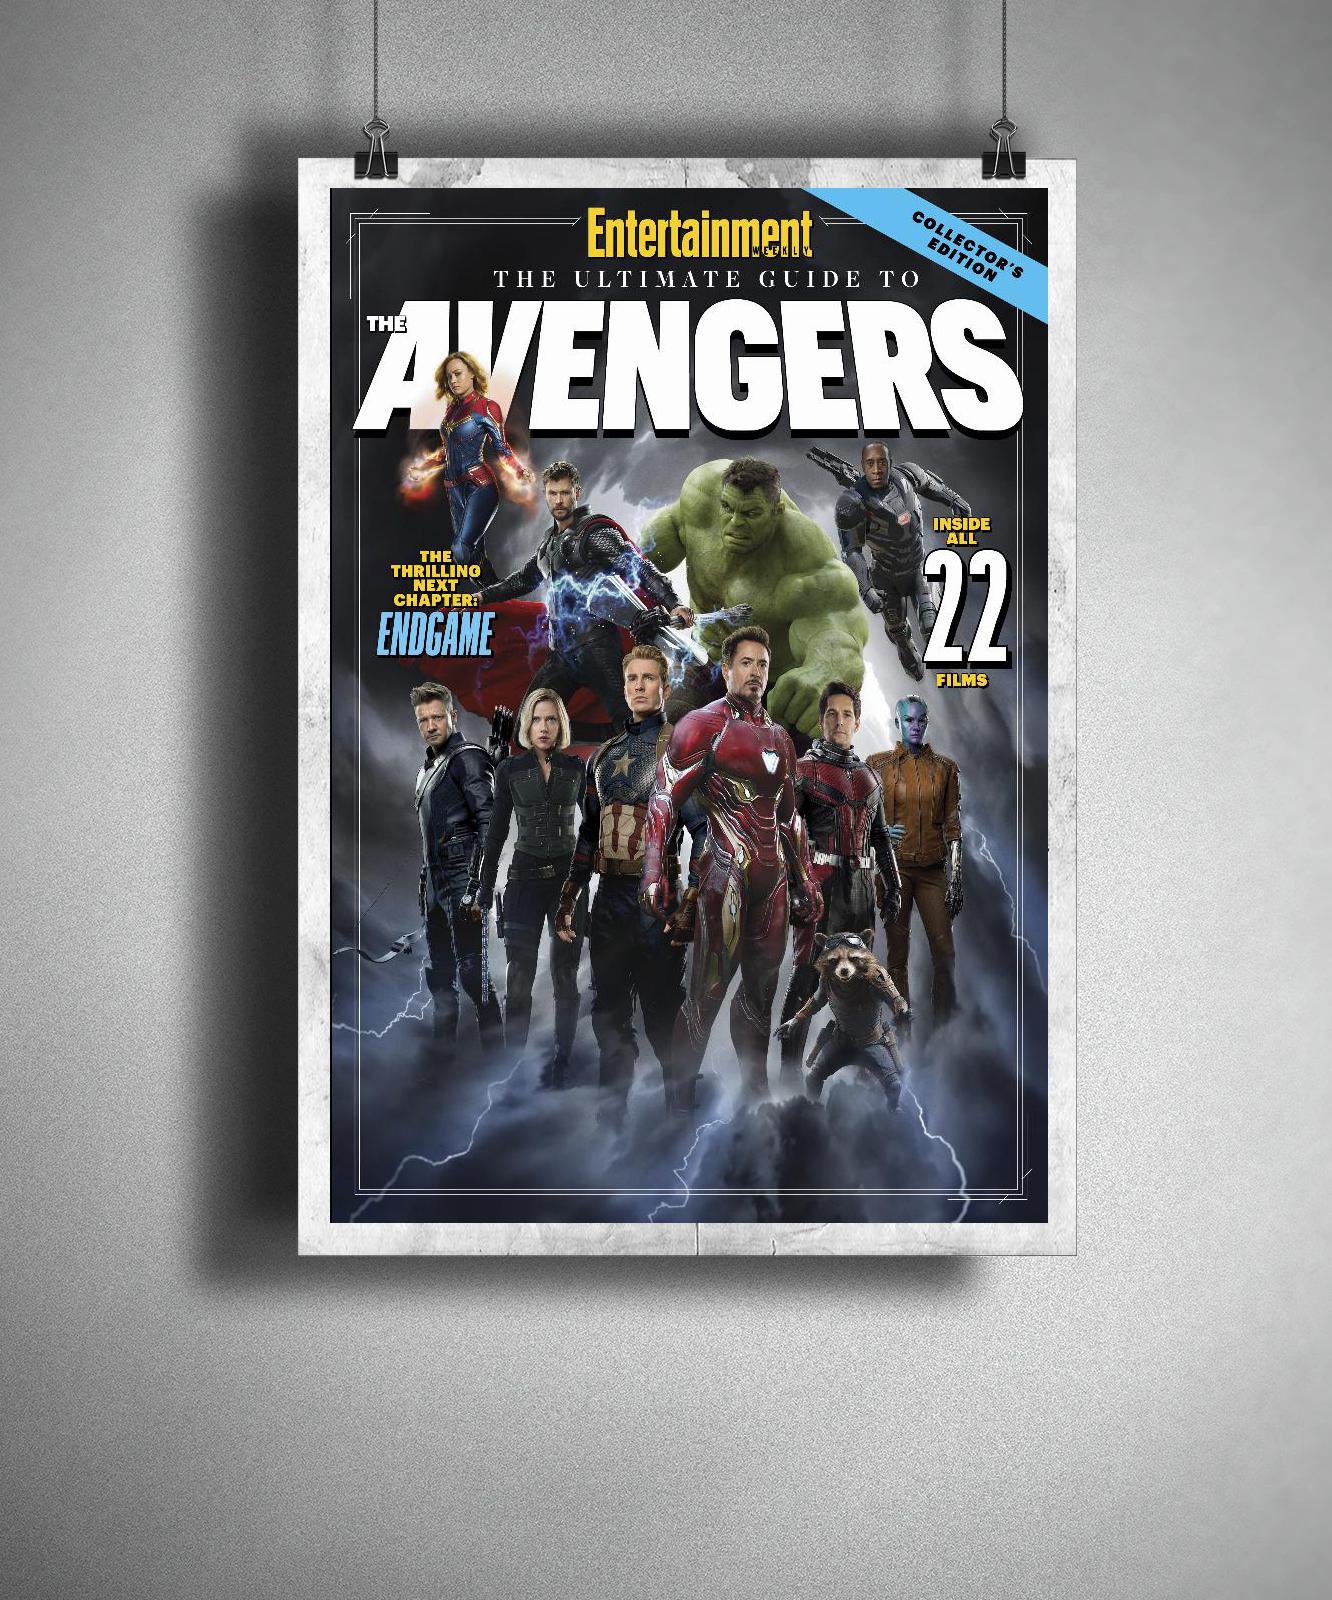 Entertainment
WEEKLY
COLLECTOR'S
EDITION
THE ULTIMATE GUIDE TO
THE
AVENGERS
THE
THRILLING
NEXT
CHAPTER:
ENDGAME
INSIDE
ALL
22
FILMS